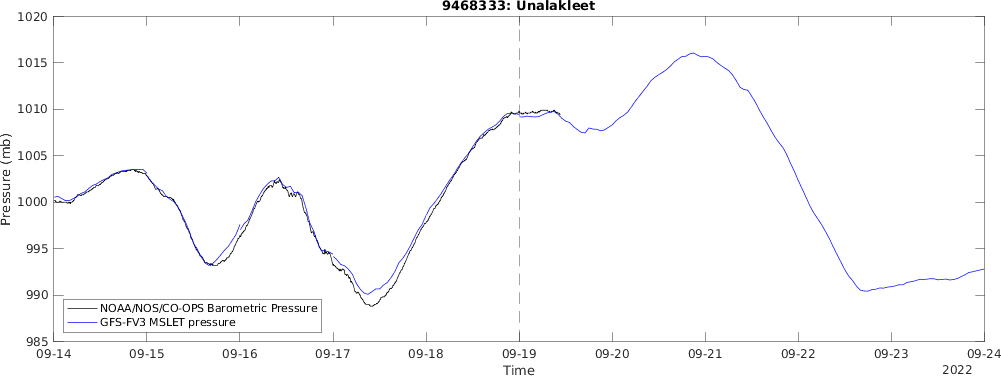 9468333: Unalakleet
1020
1015
1010
1005
1000
995
990
985
Pressure (mb)
NOAA/NOS/CO-OPS Barometric Pressure
GFS-FV3 MSLET pressure
09-14 09-15 09-16 09-17 09-18 09-19 09-20 09-21 09-22 09-23 09-24
Time
2022